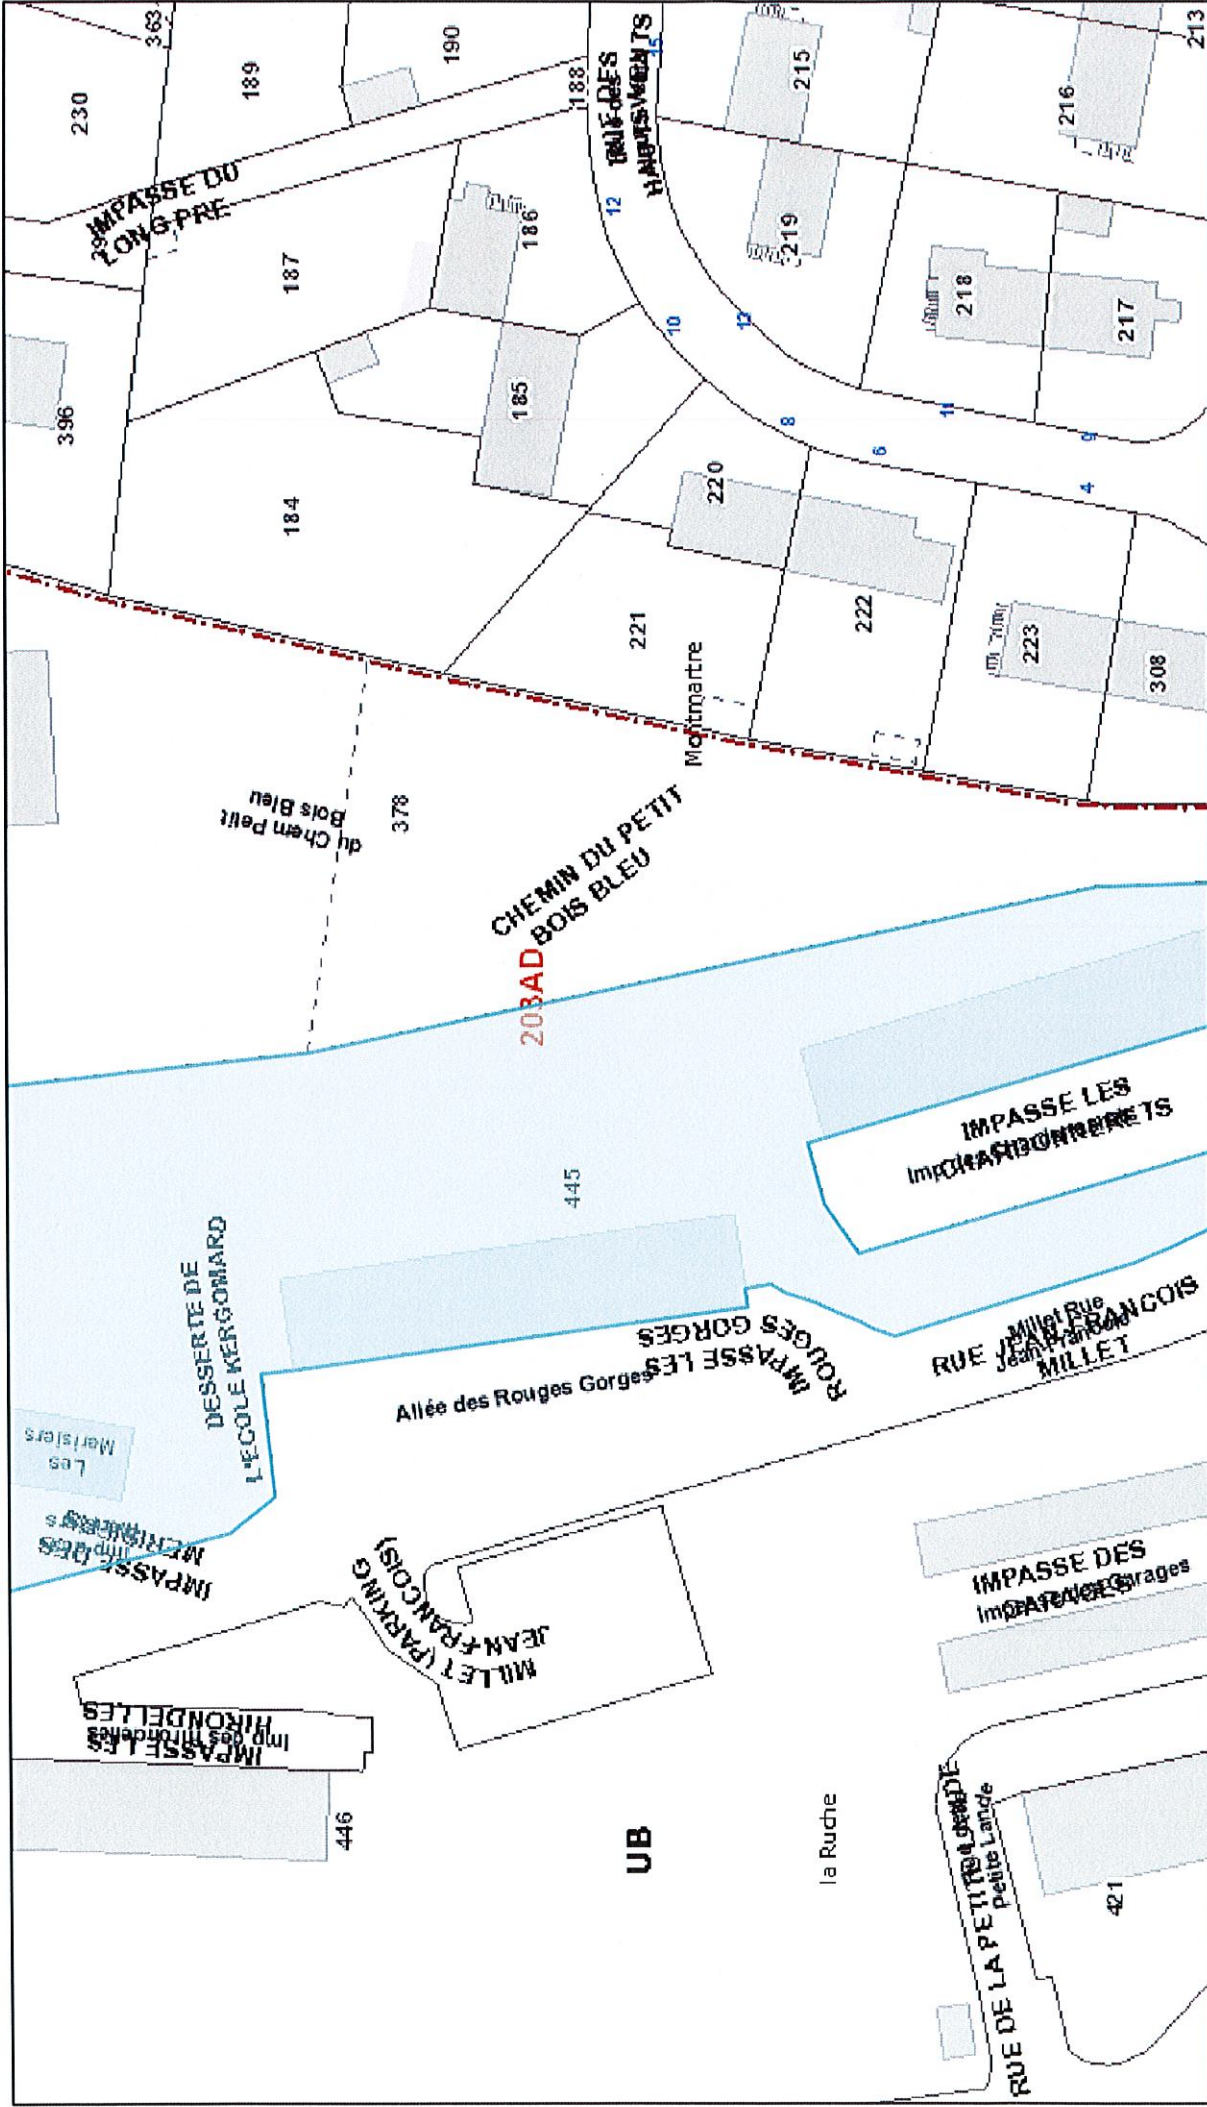 363
230
189
190
IMPASSE DU
LONG PRE
188
RUE DES
15
215
213
216
187
186
12
219
396
185
10
13
218
217
184
8
11
220
6
9
4
221
222
Montmartre
223
308
du Chem Petit
Bois Bleu
378
CHEMIN DU PETIT
BOIS BLEU
203AD
445
IMPASSE LES
CHARDONNERETS
DESSERTE DE
L'ECOLE KERGOMARD
Allée des Rouges Gorges
IMPASSE LES
ROUGES GORGES
Millet Rue
RUE JEAN FRANCOIS
MILLET
Les
Merisiers
IMPASSE DES
MERISIERS
MILLET (PARKING
JEAN FRANCOIS)
IMPASSE DES
IMPASSE LES
Imp des Hirondelles
HIRONDELLES
446
UB
la Ruche
RUE DE LA PETITE LANDE
Petite Lande
421